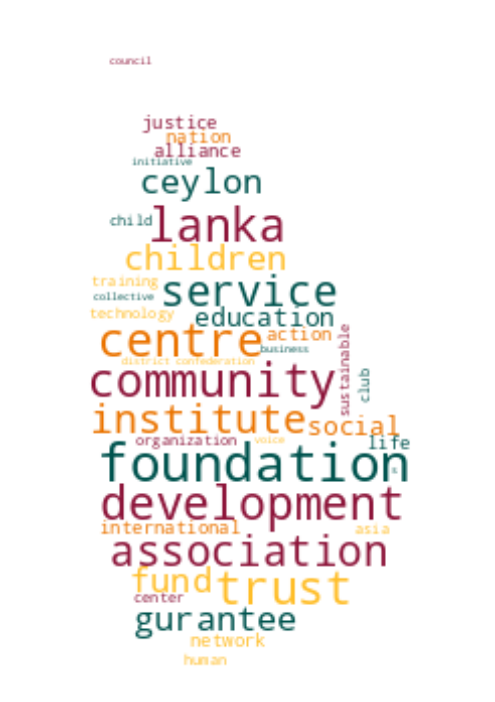 council
justice
nation
alliance
initiative
ceylon
child lanka
children
training
collective service
technology education
centre action
business
district confederation
sustainable
community
club
institute social
organization voice life
foundation
s
development
international asia
association
fund trust
center
gurantee
network
human